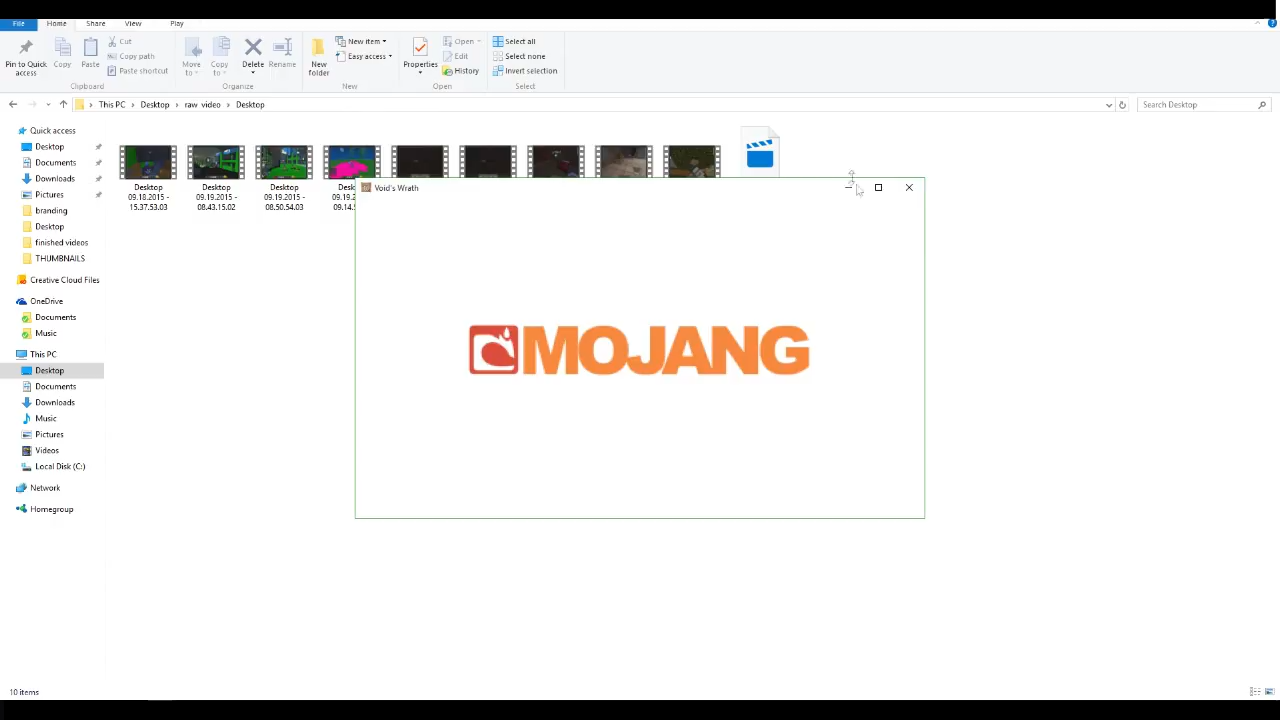 File Home Share View Play
Pin to Quick access
Copy
Paste
Cut
Copy path
Paste shortcut
Clipboard
Move to
Copy to
Delete
Rename
Organize
New folder
New item
Easy access
New
Properties
Open
Edit
History
Open
Select all
Select none
Invert selection
Select
This PC > Desktop > raw video > Desktop
Search Desktop
Quick access
Desktop
Documents
Downloads
Pictures
branding
Desktop
finished videos
THUMBNAILS
Creative Cloud Files
OneDrive
Documents
Music
This PC
Desktop
Documents
Downloads
Music
Pictures
Videos
Local Disk (C:)
Network
Homegroup
Desktop
09.18.2015 -
15.37.53.03
Desktop
09.19.2015 -
08.43.15.02
Desktop
09.19.2015 -
08.50.54.03
Void's Wrath
MOJANG
10 items